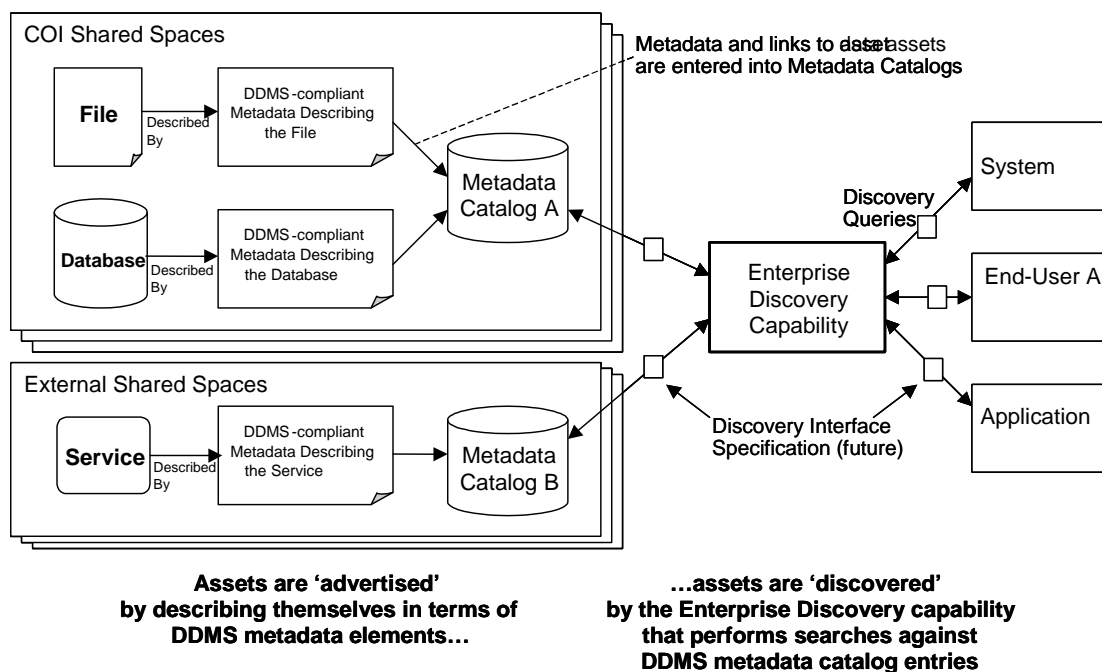 COI Shared Spaces
File
Described
By
DDMS-compliant
Metadata Describing
the File
Database
Described
By
DDMS-compliant
Metadata Describing
the Database
Metadata
Catalog A
Metadata and links to
assets
are entered into Metadata Catalogs
External Shared Spaces
Service
Described
By
DDMS-compliant
Metadata Describing
the Service
Metadata
Catalog B
Enterprise
Discovery
Capability
Discovery
Queries
System
End-User A
Application
Discovery Interface
Specification (future)
Assets are ‘advertised’
by describing themselves in terms of
DDMS metadata elements…
…assets are ‘discovered’
by the Enterprise Discovery capability
that performs searches against
DDMS metadata catalog entries